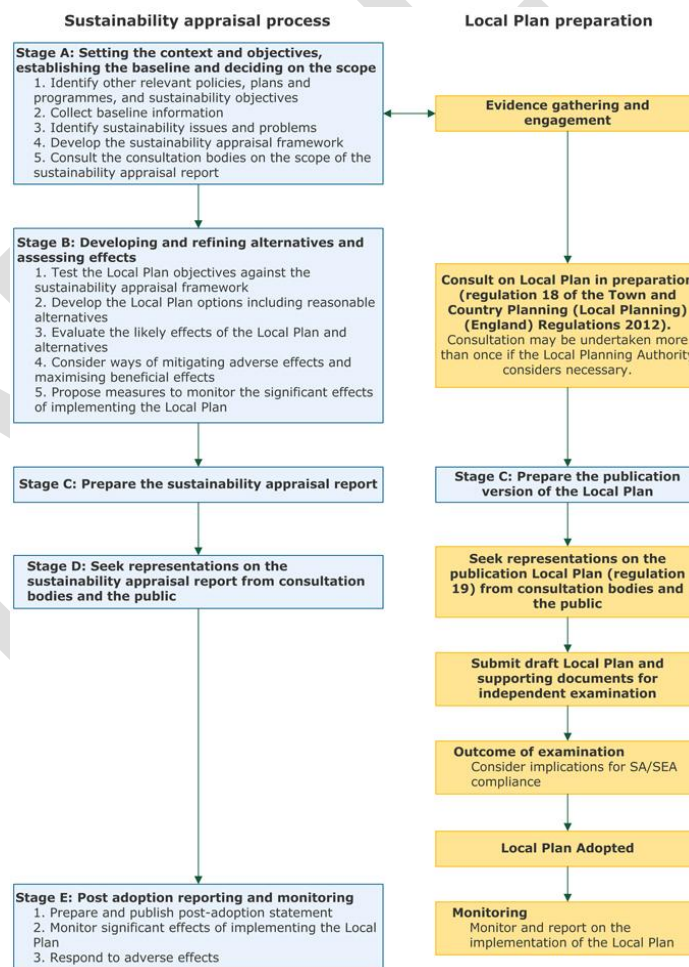 Sustainability appraisal process
Local Plan preparation
Stage A: Setting the context and objectives,
establishing the baseline and deciding on the scope
1. Identify other relevant policies, plans and
programmes, and sustainability objectives
2. Collect baseline information
3. Identify sustainability issues and problems
4. Develop the sustainability appraisal framework
5. Consult the consultation bodies on the scope of the
sustainability appraisal report
Evidence gathering and
engagement
Stage B: Developing and refining alternatives and
assessing effects
1. Test the Local Plan objectives against the
sustainability appraisal framework
2. Develop the Local Plan options including reasonable
alternatives
3. Evaluate the likely effects of the Local Plan and
alternatives
4. Consider ways of mitigating adverse effects and
maximising beneficial effects
5. Propose measures to monitor the significant effects
of implementing the Local Plan
Consult on Local Plan in preparation
(regulation 18 of the Town and
Country Planning (Local Planning)
(England) Regulations 2012).
Consultation may be undertaken more
than once if the Local Planning Authority
considers necessary.
Stage C: Prepare the sustainability appraisal report
Stage C: Prepare the publication
version of the Local Plan
Stage D: Seek representations on the
sustainability appraisal report from consultation
bodies and the public
Seek representations on the
publication Local Plan (regulation
19) from consultation bodies and
the public
Submit draft Local Plan and
supporting documents for
independent examination
Outcome of examination
Consider implications for SA/SEA
compliance
Local Plan Adopted
Stage E: Post adoption reporting and monitoring
1. Prepare and publish post-adoption statement
2. Monitor significant effects of implementing the Local
Plan
3. Respond to adverse effects
Monitoring
Monitor and report on the
implementation of the Local Plan